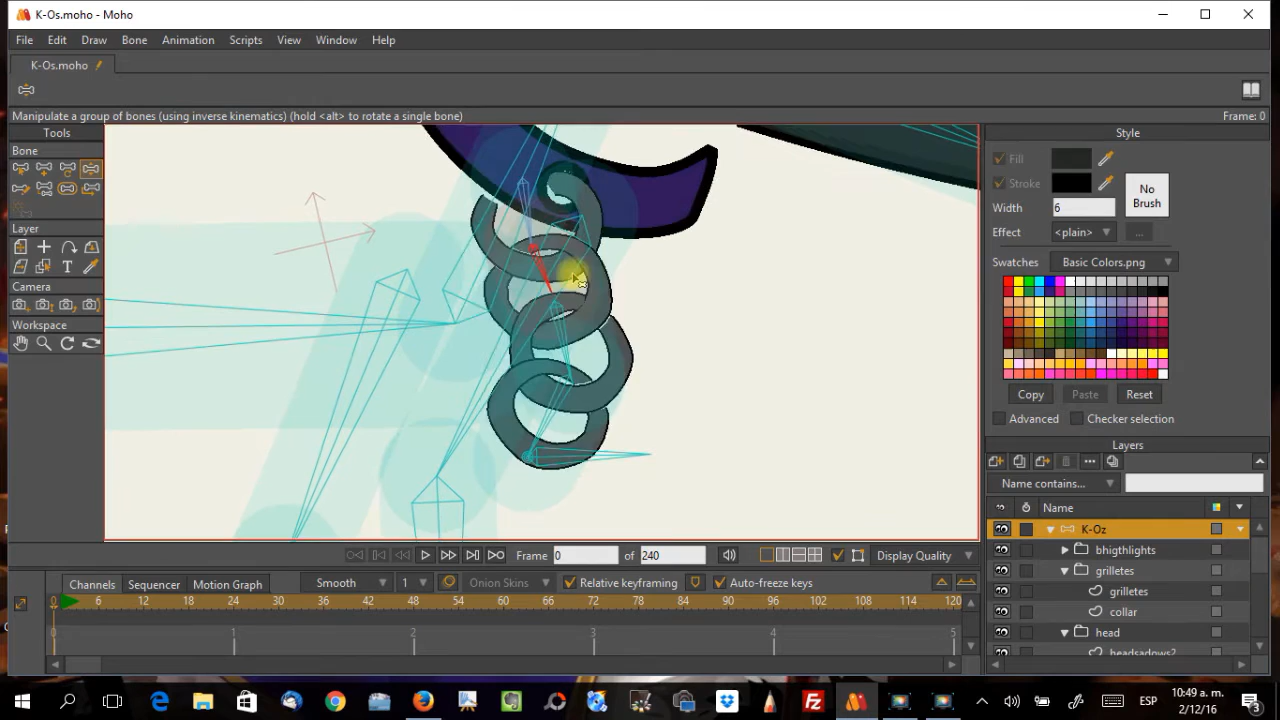 K-Os.moho - Moho
File Edit Draw Bone Animation Scripts View Window Help
K-Os.moho
Manipulate a group of bones (using inverse kinematics) (hold <alt> to rotate a single bone) Frame: 0
Tools
Bone
Layer
T
Camera
Workspace
Style
Fill
Stroke
No Brush
Width 6
Effect <plain> ...
Swatches Basic Colors.png
Copy Paste Reset
Advanced Checker selection
Layers
Name contains...
Name
K-Oz
bhigthlights
grilletes
grilletes
collar
head
headsadows2
Frame 0 of 240 Display Quality
Channels Sequencer Motion Graph Smooth 1 Onion Skins Relative keyframing Auto-freeze keys
0 6 12 18 24 30 36 42 48 54 60 66 72 78 84 90 96 102 108 114 120
0 1 2 3 4 5
ESP
10:49 a. m.
2/12/16
3